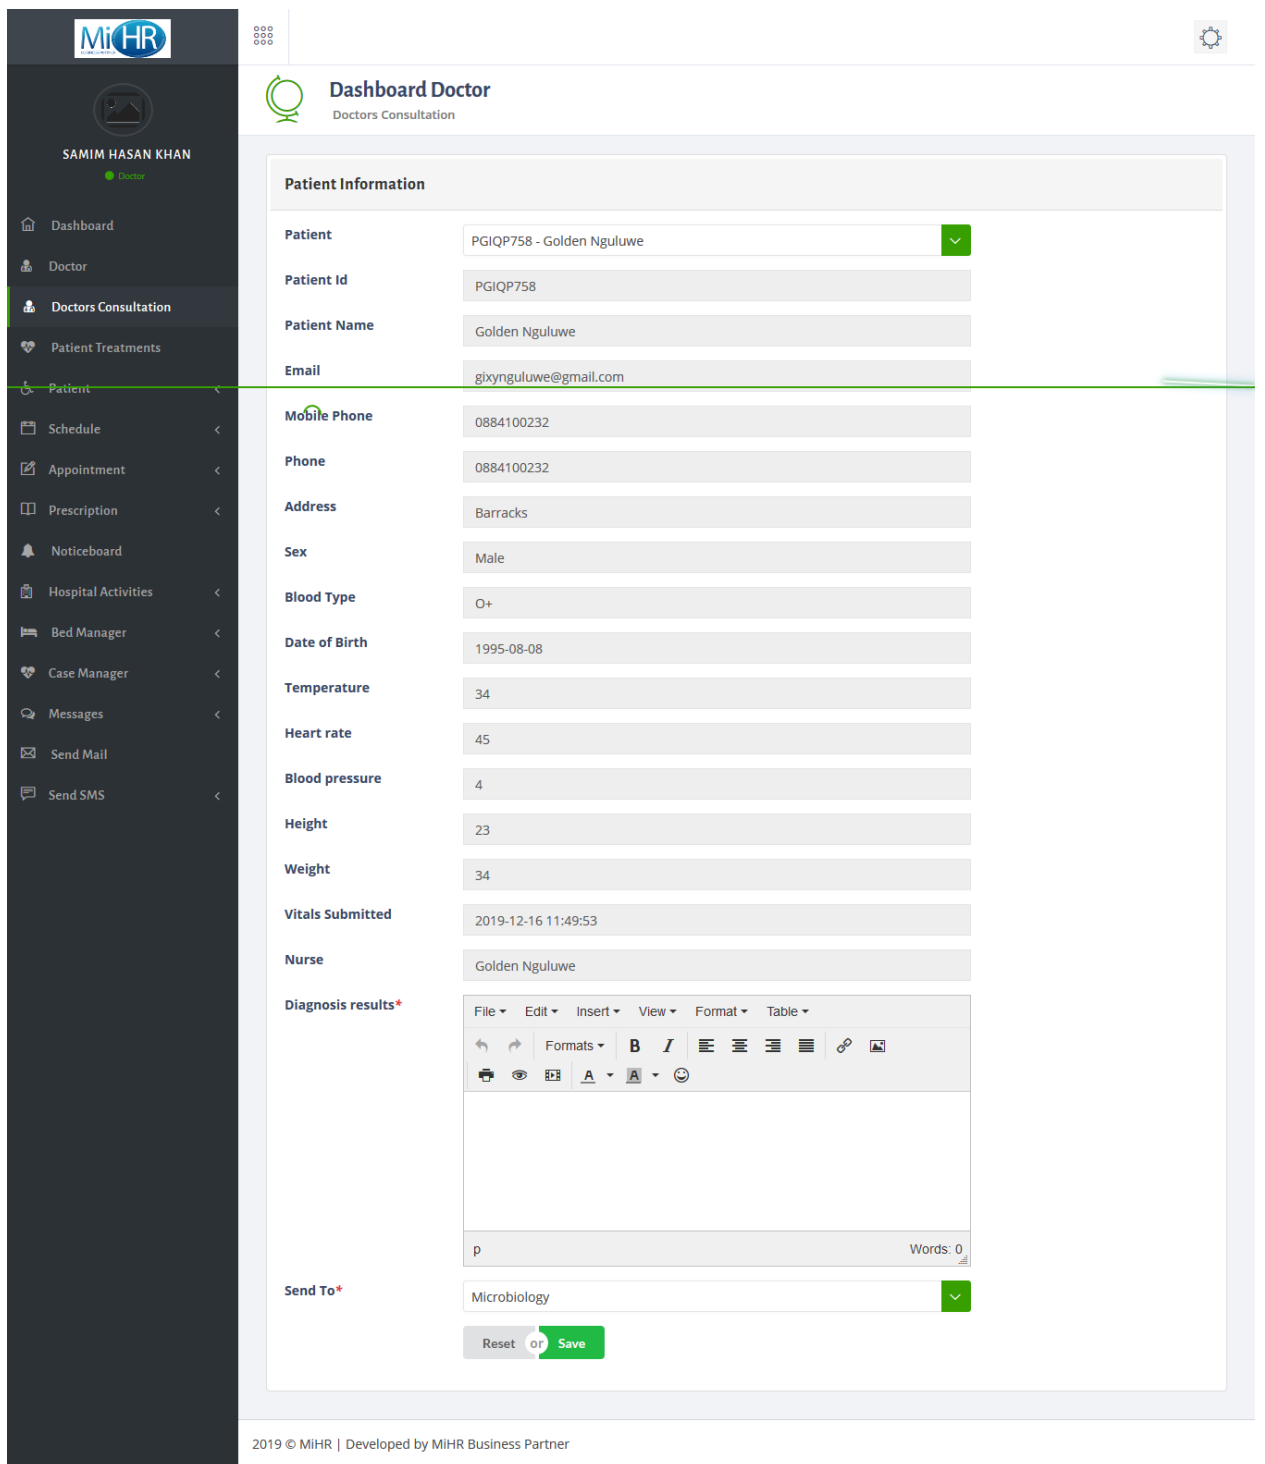 MiHR
SAMIM HASAN KHAN
Doctor
Dashboard
Doctor
Doctors Consultation
Patient Treatments
Patient
Schedule
Appointment
Prescription
Noticeboard
Hospital Activities
Bed Manager
Case Manager
Messages
Send Mail
Send SMS
Dashboard Doctor
Doctors Consultation
Patient Information
Patient PGIQP758 - Golden Nguluwe
Patient Id PGIQP758
Patient Name Golden Nguluwe
Email gixynguluwe@gmail.com
Mobile Phone 0884100232
Phone 0884100232
Address Barracks
Sex Male
Blood Type O+
Date of Birth 1995-08-08
Temperature 34
Heart rate 45
Blood pressure 4
Height 23
Weight 34
Vitals Submitted 2019-12-16 11:49:53
Nurse Golden Nguluwe
Diagnosis results* File Edit Insert View Format Table
Formats B I
A A
p Words: 0
Send To* Microbiology
Reset or Save
2019 © MiHR | Developed by MiHR Business Partner